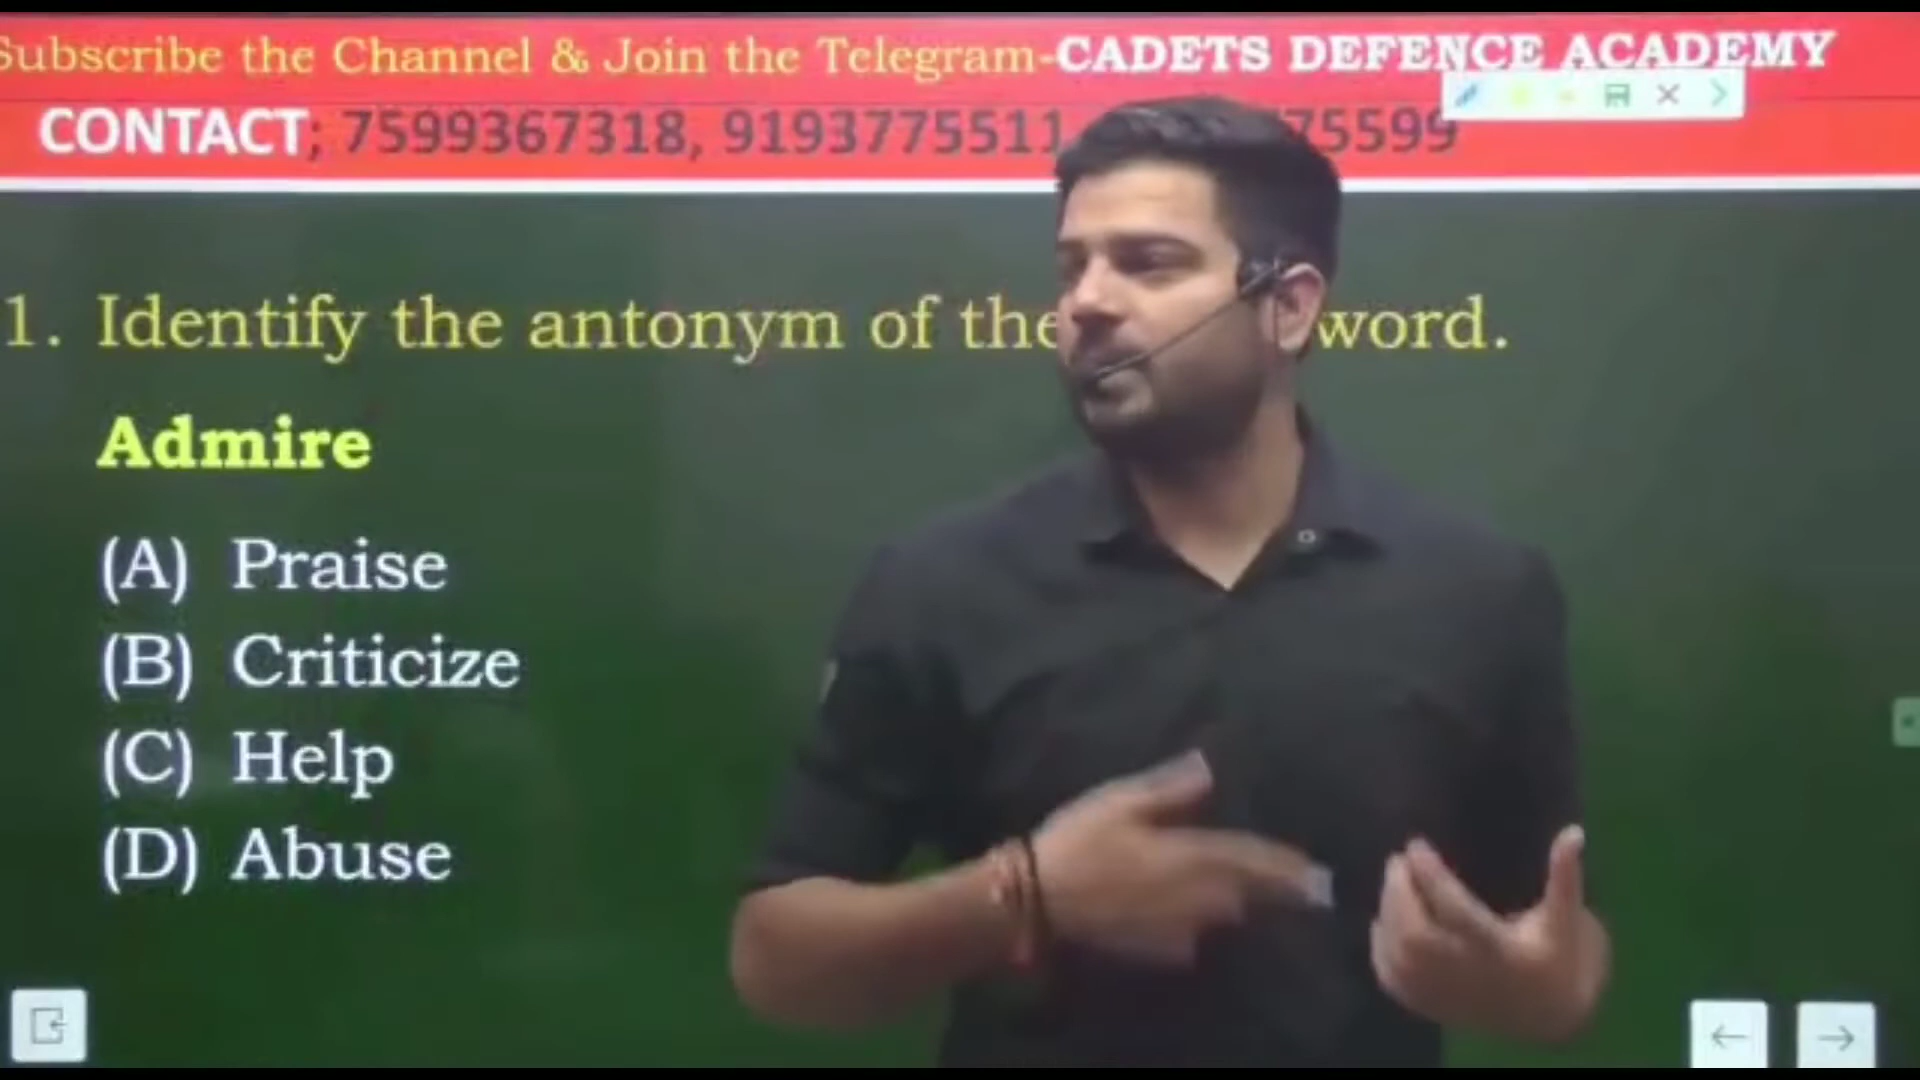 Subscribe the Channel & Join the Telegram-CADETS DEFENCE ACADEMY
CONTACT; 7599367318, 9193775511, 75599
1. Identify the antonym of the word.
Admire
(A) Praise
(B) Criticize
(C) Help
(D) Abuse